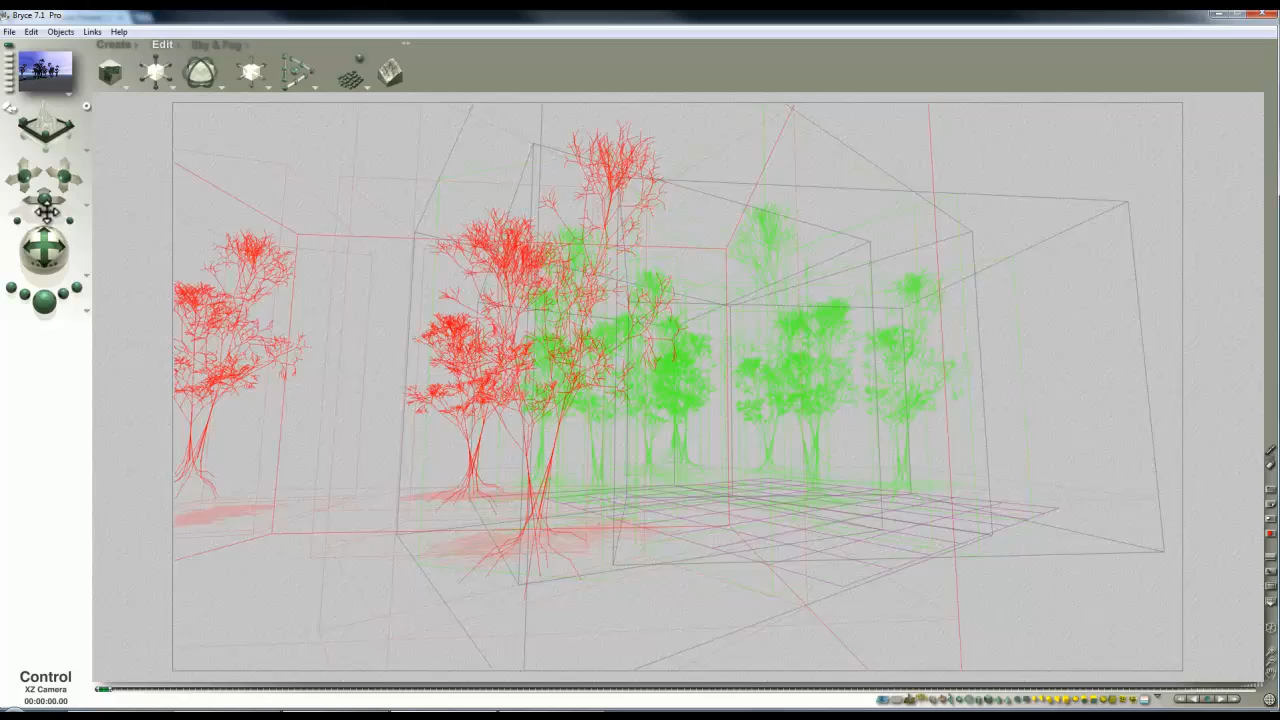 Bryce 7.1 Pro
File Edit Objects Links Help
Create Edit Sky & Fog
Control
XZ Camera
00:00:00.00